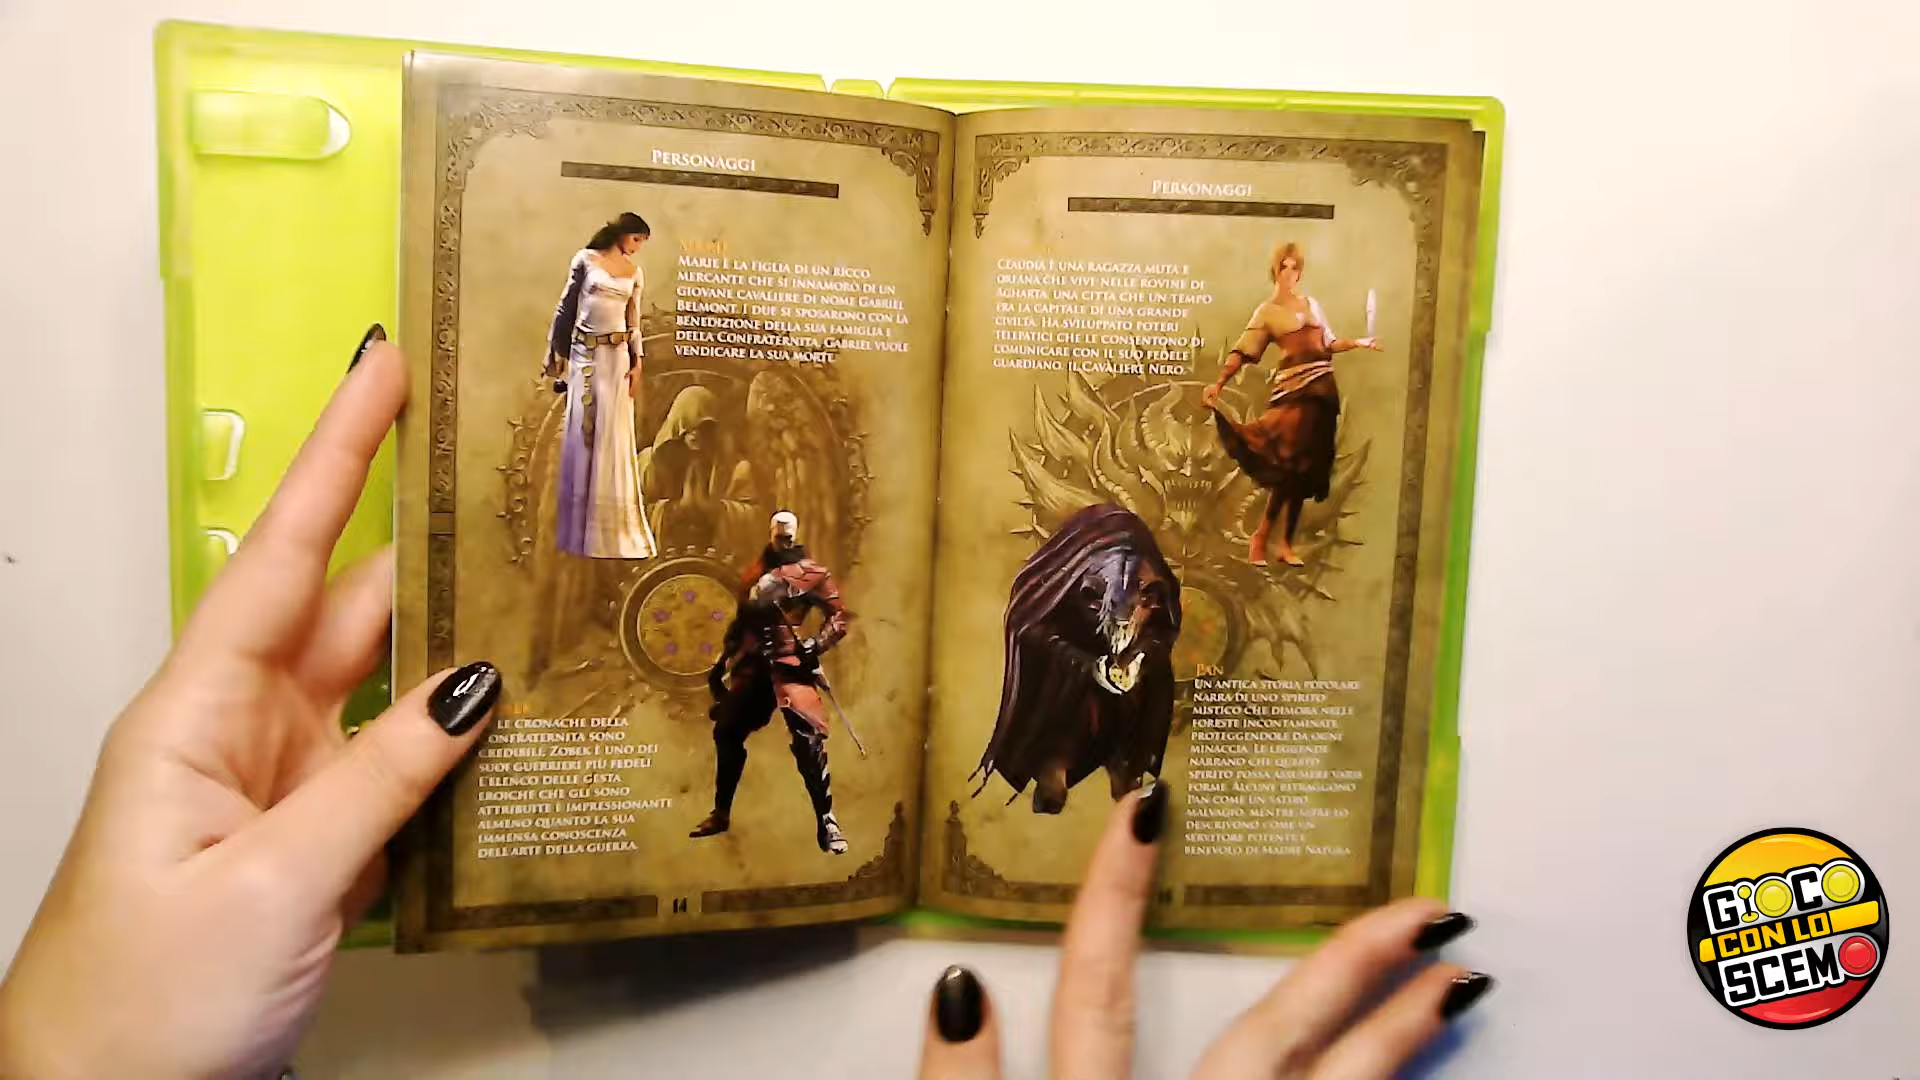 Personaggi
Marie
Marie è la figlia di un ricco
mercante che si innamorò di un
giovane cavaliere di nome Gabriel
Belmont. I due si sposarono con la
benedizione della sua famiglia e
della Confraternita. Gabriel vuole
vendicare la sua morte.
le cronache della
onfraternita sono
credibili, Zobek è uno dei
suoi guerrieri più fedeli.
L'elenco delle gesta
eroiche che gli sono
attribuite è impressionante
almeno quanto la sua
immensa conoscenza
dell'arte della guerra.
14
Personaggi
Claudia è una ragazza muta e
orfana che vive nelle rovine di
Agharta, una città che un tempo
era la capitale di una grande
civiltà. Ha sviluppato poteri
telepatici che le consentono di
comunicare con il suo fedele
guardiano, il Cavaliere Nero.
Pan
Un'antica storia popolare
narra di uno spirito
mistico che dimora nelle
foreste incontaminate
proteggendole da ogni
minaccia. Le leggende
narrano che questo
spirito possa assumere varie
forme. Alcune ritraggono
Pan come un satiro
malvagio, mentre altre lo
descrivono come un
servitore potente e
benevolo di Madre Natura.
GIOCO
CON LO
SCEMO